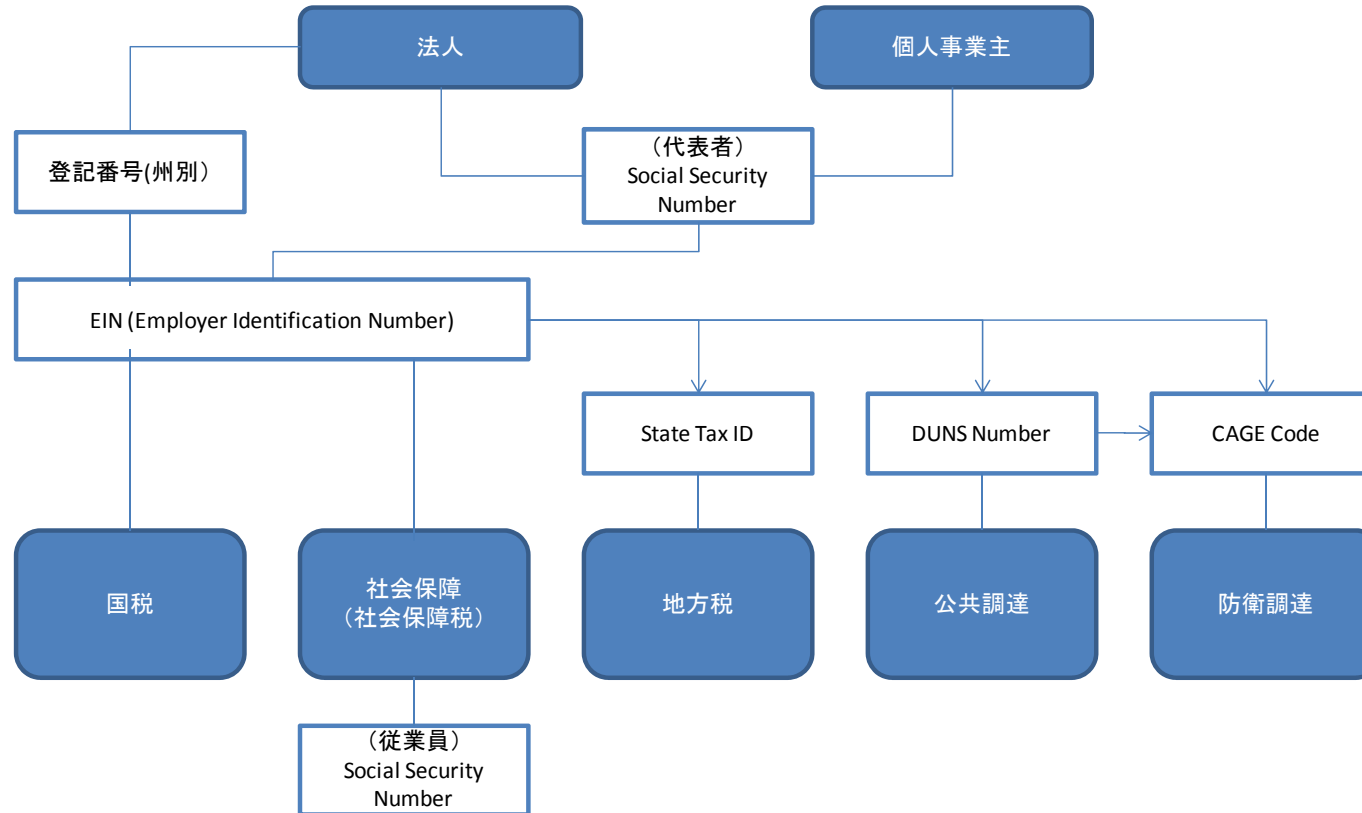 法人
個人事業主
登記番号(州別）
（代表者）
Social Security
Number
EIN (Employer Identification Number)
State Tax ID
DUNS Number
CAGE Code
国税
社会保障
（社会保障税）
地方税
公共調達
防衛調達
（従業員）
Social Security
Number